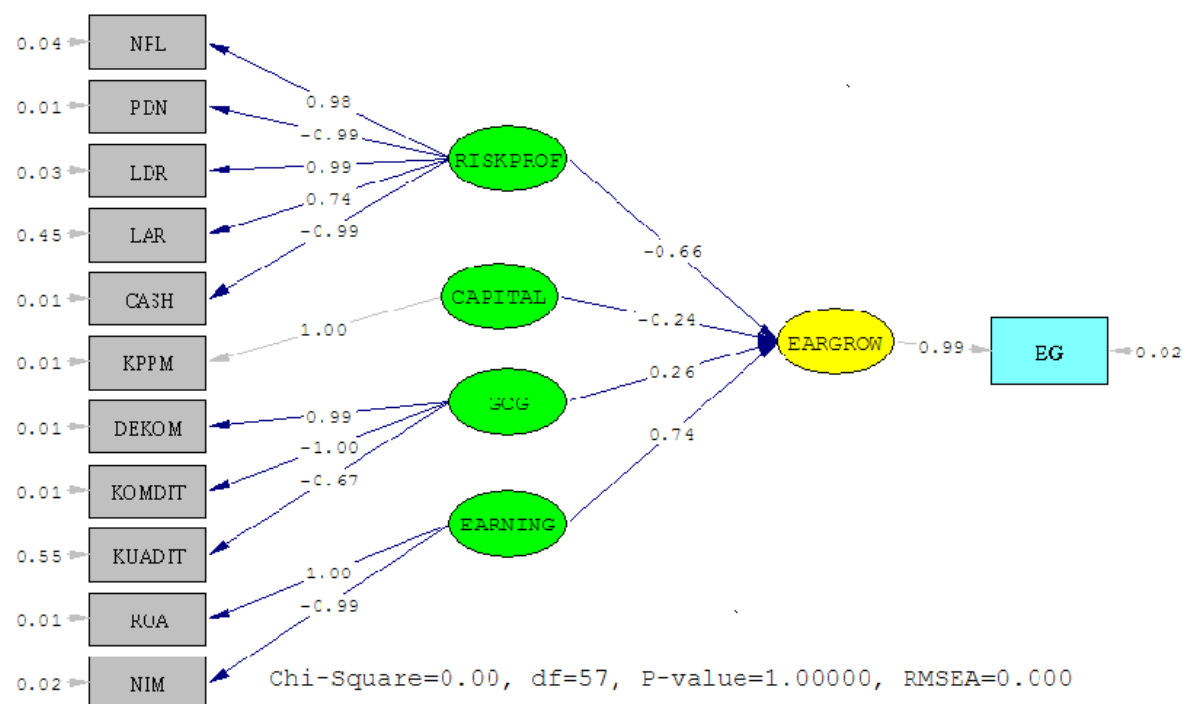 0.04
NFL
0.98
0.01
PDN
-0.99
0.03
LDR
0.99
RISKPROF
0.45
LAR
0.74
-0.99
0.01
CASH
-0.66
CAPITAL
-0.24
1.00
0.01
KPPM
EARGROW
0.99
EG
0.02
0.01
DEKOM
0.99
GCG
0.26
0.01
KOMDIT
-1.00
-0.67
0.74
0.55
KUADIT
EARNING
0.01
ROA
1.00
-0.99
0.02
NIM
Chi-Square=0.00, df=57, P-value=1.00000, RMSEA=0.000